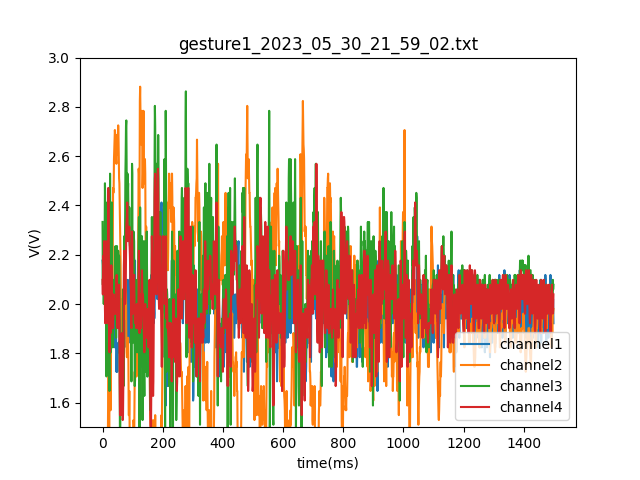 gesture1_2023_05_30_21_59_02.txt
3.0
2.8
2.6
2.4
2.2
2.0
1.8
1.6
V(V)
0 200 400 600 800 1000 1200 1400
time(ms)
channel1
channel2
channel3
channel4